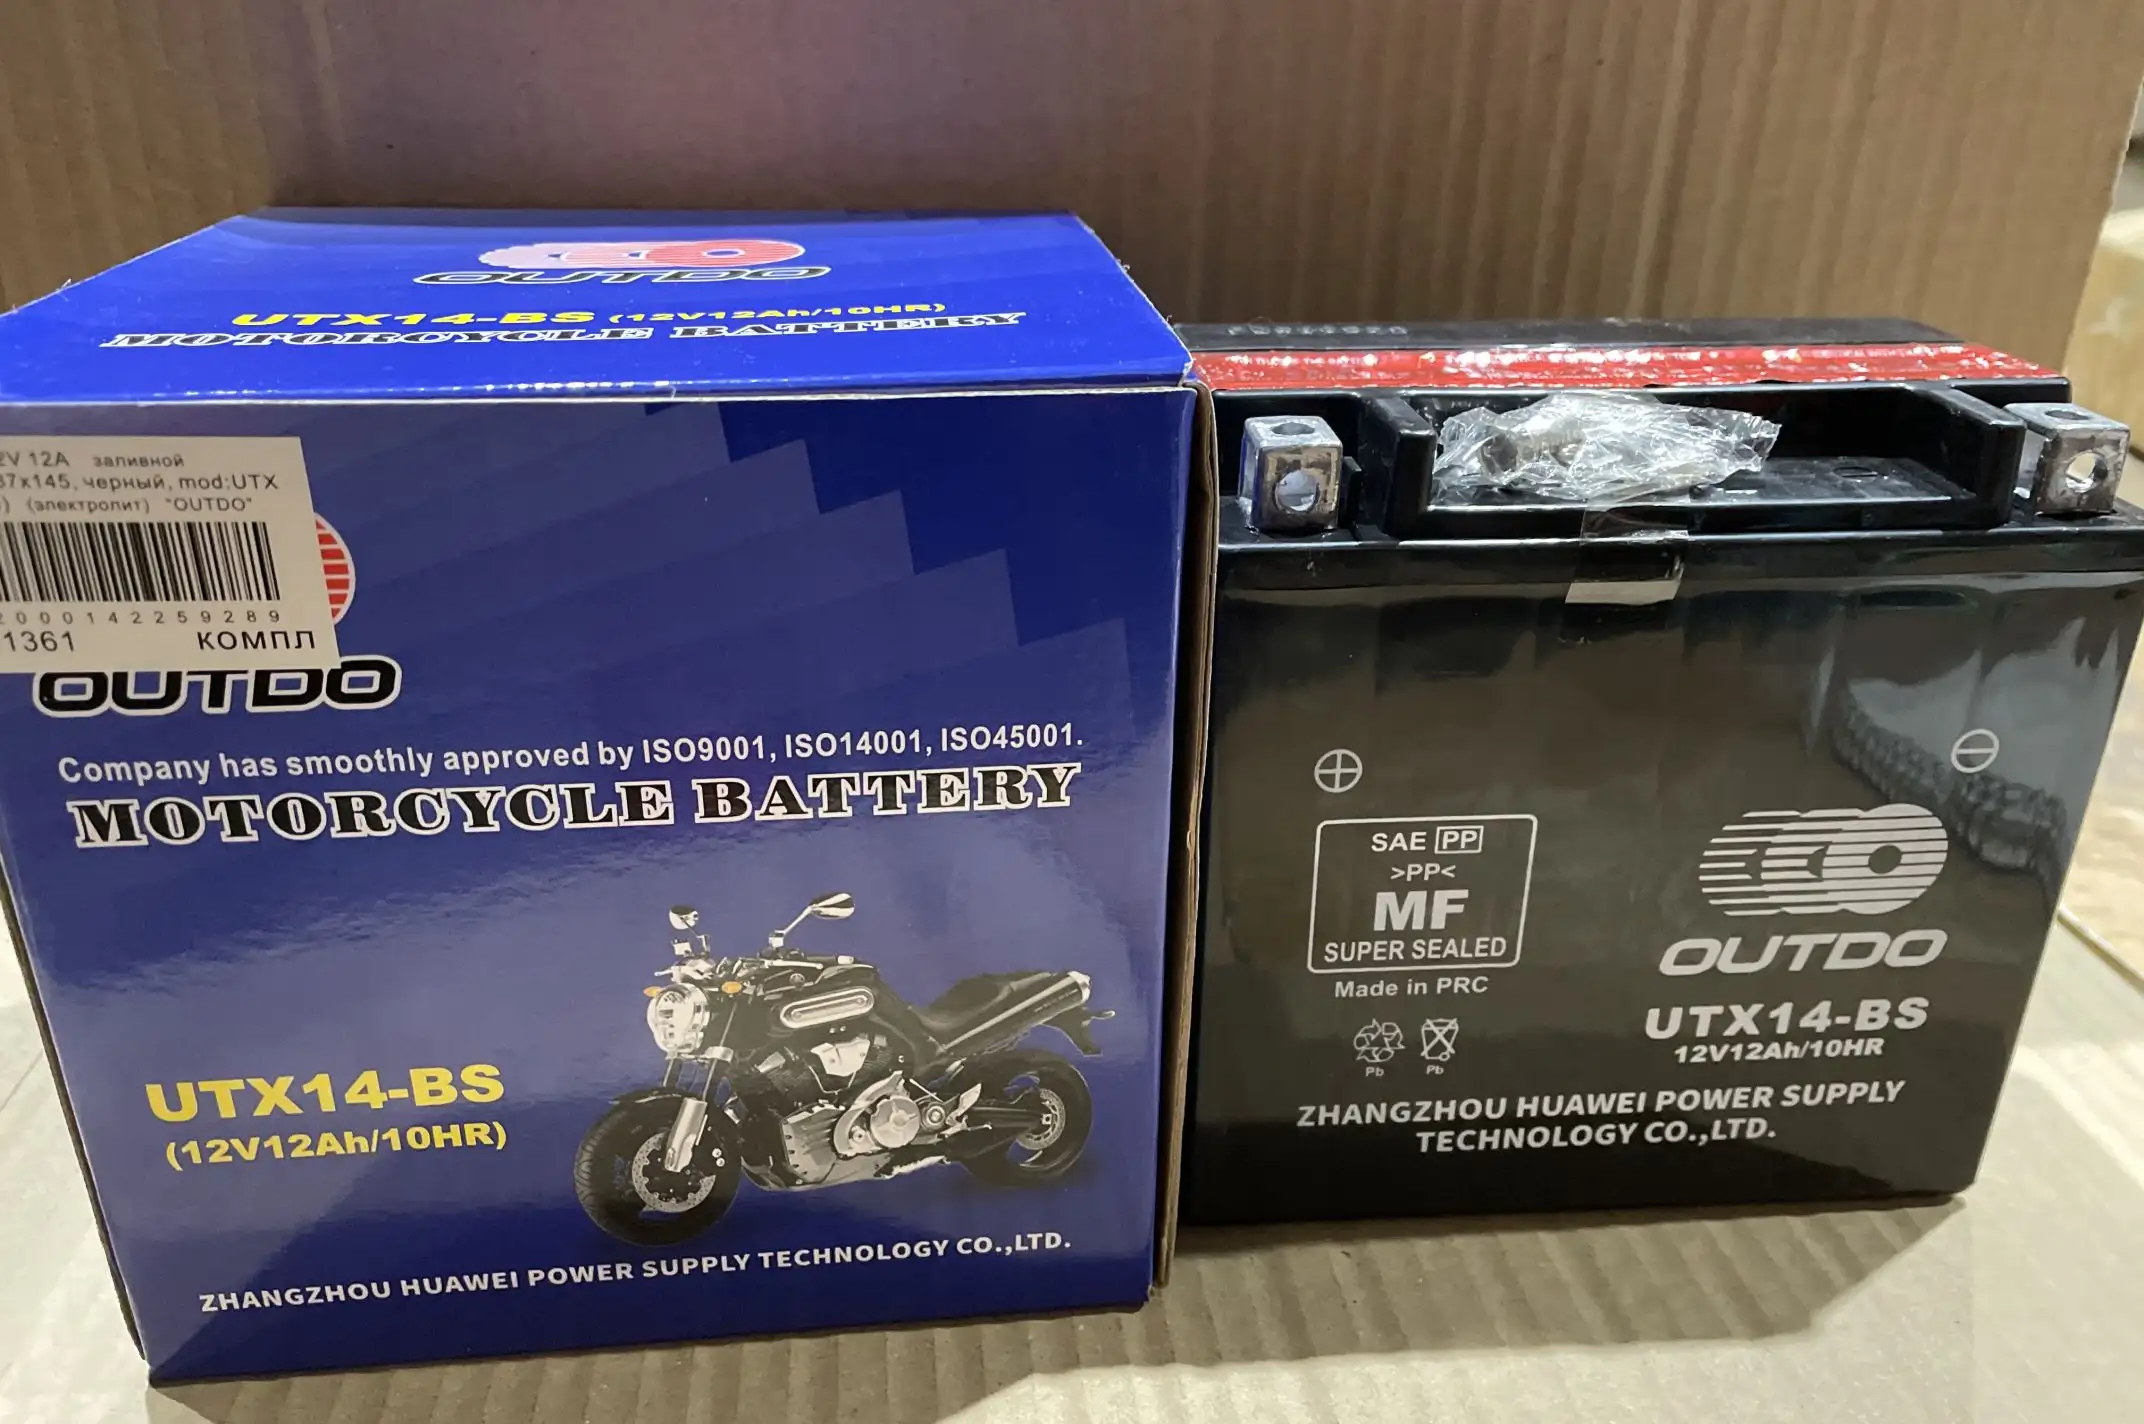 OUTDO
UTX14-BS (12V12Ah/10HR)
MOTORCYCLE BATTERY
2V 12A заливной
87x145, черный, mod:UTX
(электролит) "OUTDO"
2000142259289
1361 КОМПЛ
OUTDO
Company has smoothly approved by ISO9001, ISO14001, ISO45001.
MOTORCYCLE BATTERY
UTX14-BS
(12V12Ah/10HR)
ZHANGZHOU HUAWEI POWER SUPPLY TECHNOLOGY CO.,LTD.
SAE PP
>PP<
MF
SUPER SEALED
Made in PRC
Pb Pb
OUTDO
UTX14-BS
12V12Ah/10HR
ZHANGZHOU HUAWEI POWER SUPPLY
TECHNOLOGY CO.,LTD.